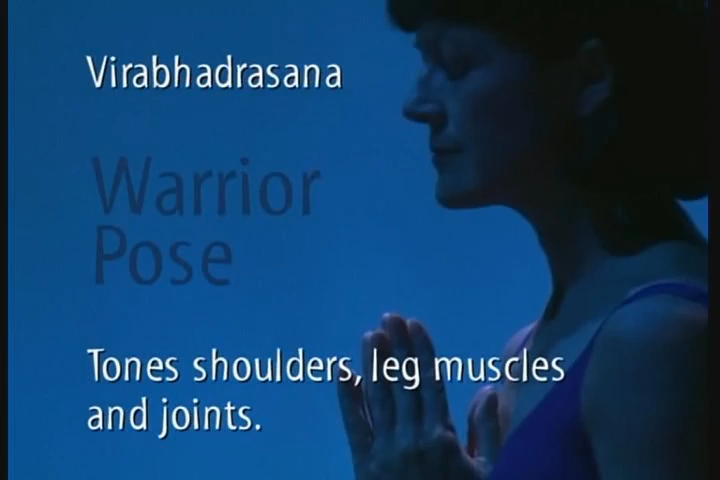 Virabhadrasana
Warrior
Pose
Tones shoulders, leg muscles
and joints.